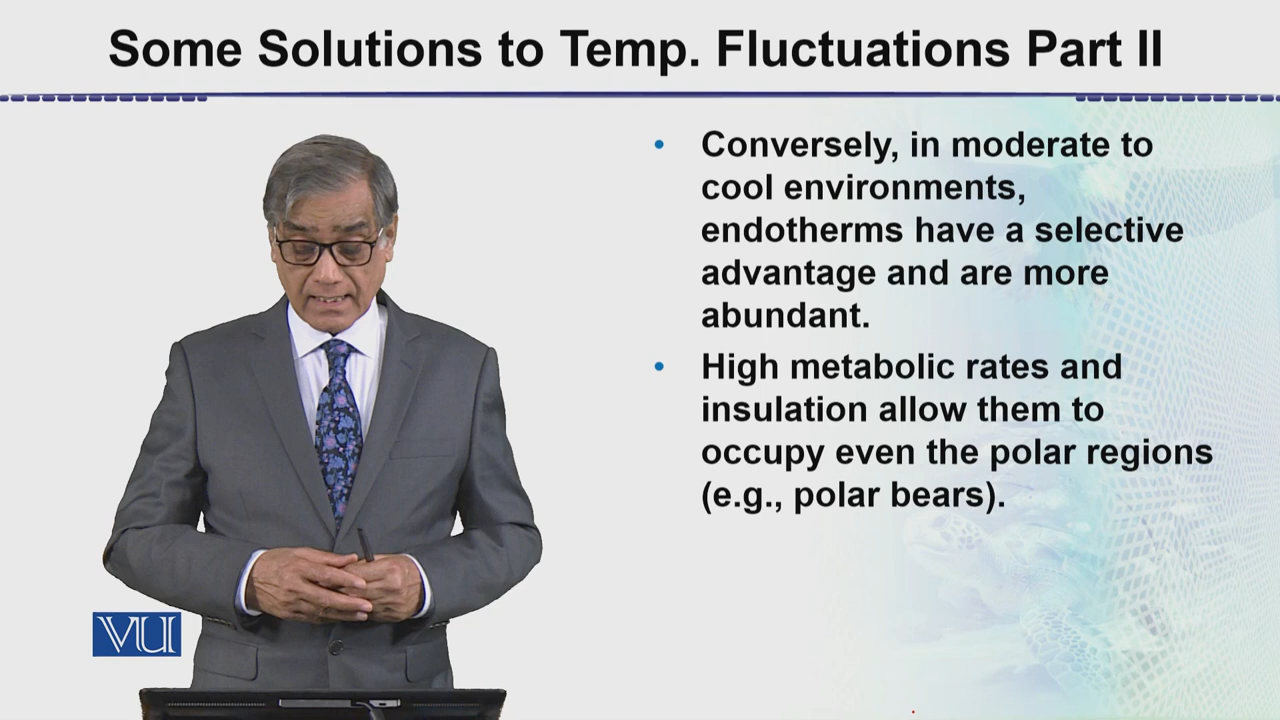 Some Solutions to Temp. Fluctuations Part II
• Conversely, in moderate to
cool environments,
endotherms have a selective
advantage and are more
abundant.
• High metabolic rates and
insulation allow them to
occupy even the polar regions
(e.g., polar bears).
VU